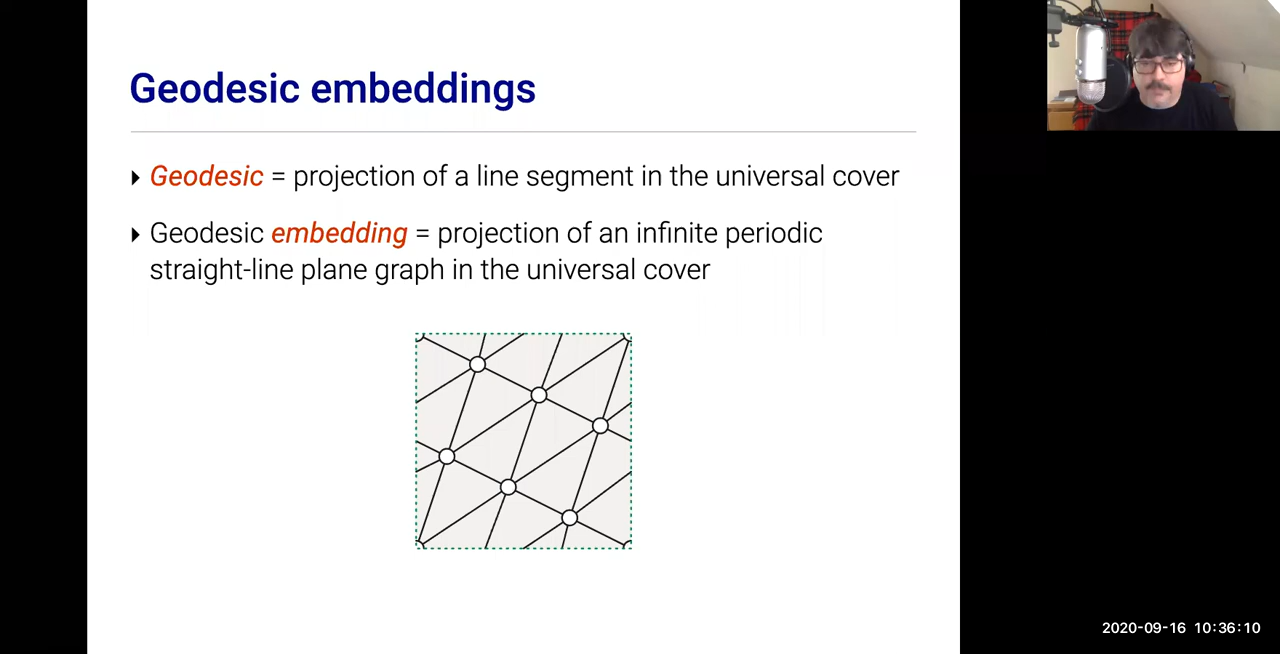 Geodesic embeddings
Geodesic = projection of a line segment in the universal cover
Geodesic embedding = projection of an infinite periodic
straight-line plane graph in the universal cover
2020-09-16 10:36:10